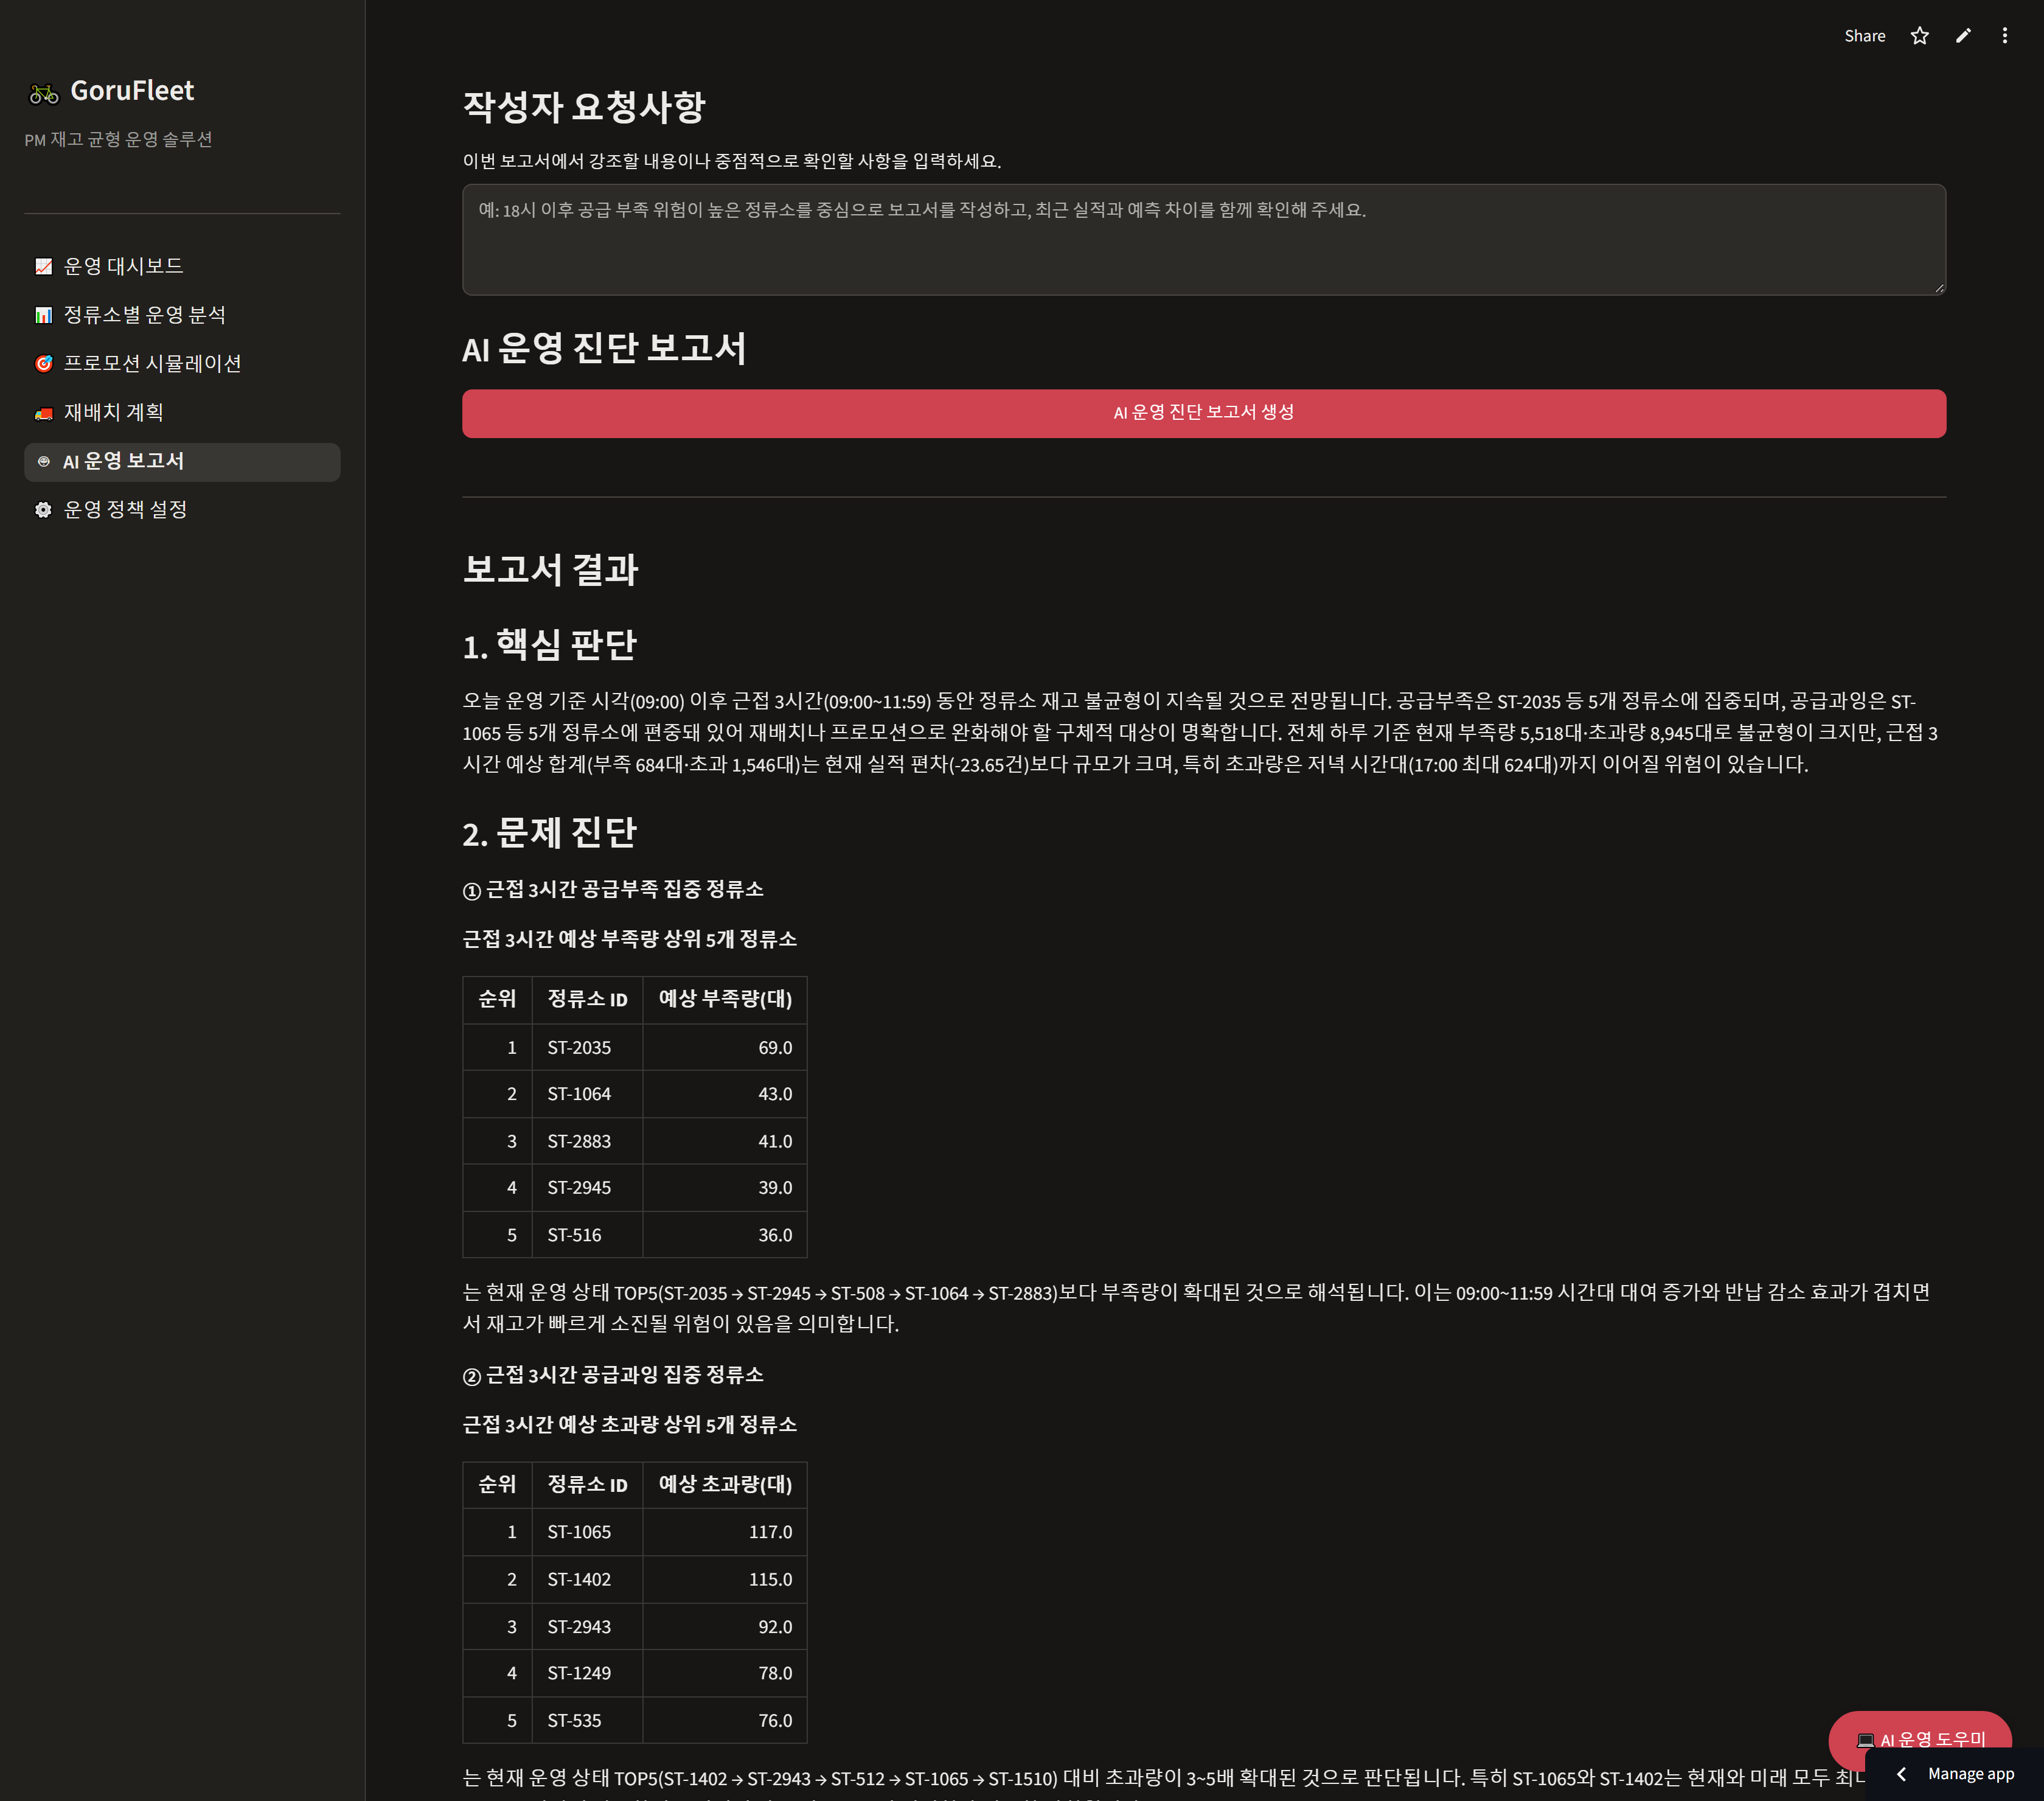 GoruFleet
PM 재고 균형 운영 솔루션
운영 대시보드
정류소별 운영 분석
프로모션 시뮬레이션
재배치 계획
AI 운영 보고서
운영 정책 설정
Share
작성자 요청사항
이번 보고서에서 강조할 내용이나 중점적으로 확인할 사항을 입력하세요.
예: 18시 이후 공급 부족 위험이 높은 정류소를 중심으로 보고서를 작성하고, 최근 실적과 예측 차이를 함께 확인해 주세요.
AI 운영 진단 보고서
AI 운영 진단 보고서 생성
보고서 결과
1. 핵심 판단
오늘 운영 기준 시각(09:00) 이후 근접 3시간(09:00~11:59) 동안 정류소 재고 불균형이 지속될 것으로 전망됩니다. 공급부족은 ST-2035 등 5개 정류소에 집중되며, 공급과잉은 ST-
1065 등 5개 정류소에 편중돼 있어 재배치나 프로모션으로 완화해야 할 구체적 대상이 명확합니다. 전체 하루 기준 현재 부족량 5,518대·초과량 8,945대로 불균형이 크지만, 근접 3
시간 예상 합계(부족 684대·초과 1,546대)는 현재 실적 편차(-23.65건)보다 규모가 크며, 특히 초과량은 저녁 시간대(17:00 최대 624대)까지 이어질 위험이 있습니다.
2. 문제 진단
① 근접 3시간 공급부족 집중 정류소
근접 3시간 예상 부족량 상위 5개 정류소
순위 정류소 ID 예상 부족량(대)
1 ST-2035 69.0
2 ST-1064 43.0
3 ST-2883 41.0
4 ST-2945 39.0
5 ST-516 36.0
는 현재 운영 상태 TOP5(ST-2035 → ST-2945 → ST-508 → ST-1064 → ST-2883)보다 부족량이 확대된 것으로 해석됩니다. 이는 09:00~11:59 시간대 대여 증가와 반납 감소 효과가 겹치면
서 재고가 빠르게 소진될 위험이 있음을 의미합니다.
② 근접 3시간 공급과잉 집중 정류소
근접 3시간 예상 초과량 상위 5개 정류소
순위 정류소 ID 예상 초과량(대)
1 ST-1065 117.0
2 ST-1402 115.0
3 ST-2943 92.0
4 ST-1249 78.0
5 ST-535 76.0
는 현재 운영 상태 TOP5(ST-1402 → ST-2943 → ST-512 → ST-1065 → ST-1510) 대비 초과량이 3~5배 확대된 것으로 판단됩니다. 특히 ST-1065와 ST-1402는 현재와 미래 모두
AI 운영 도우미
Manage app